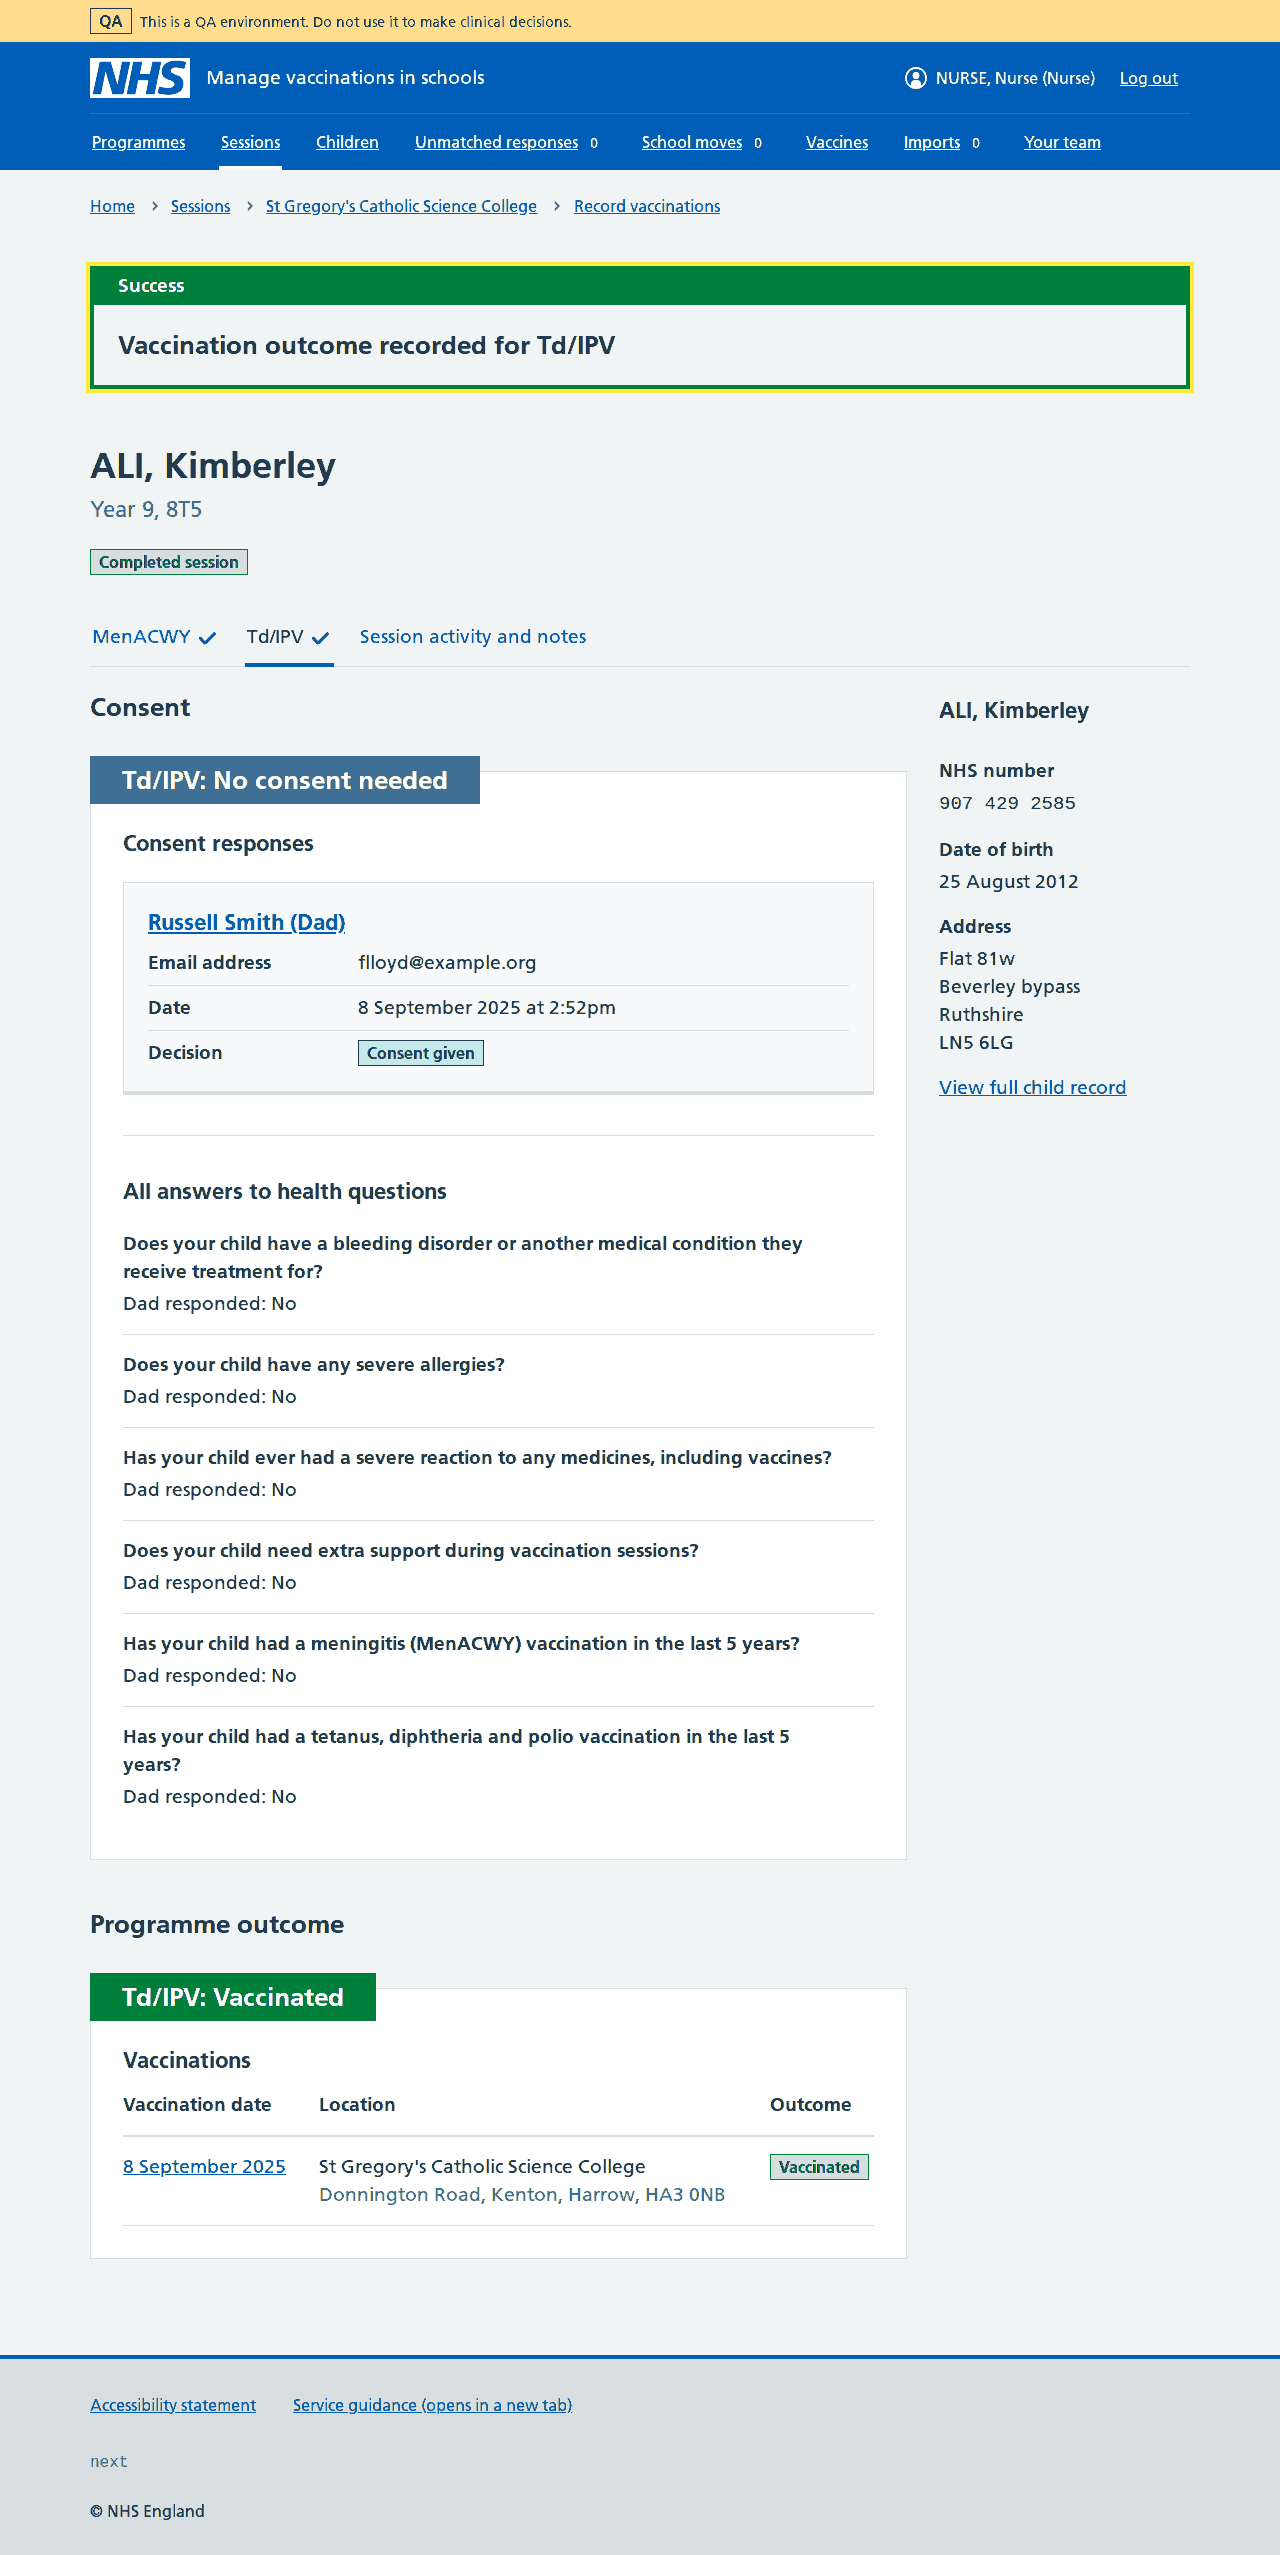 QA This is a QA environment. Do not use it to make clinical decisions.
NHS Manage vaccinations in schools NURSE, Nurse (Nurse) Log out
Programmes Sessions Children Unmatched responses 0 School moves 0 Vaccines Imports 0 Your team
Home Sessions St Gregory's Catholic Science College Record vaccinations
Success
Vaccination outcome recorded for Td/IPV
ALI, Kimberley
Year 9, 8T5
Completed session
MenACWY Td/IPV Session activity and notes
Consent
Td/IPV: No consent needed
Consent responses
Russell Smith (Dad)
Email address flloyd@example.org
Date 8 September 2025 at 2:52pm
Decision Consent given
All answers to health questions
Does your child have a bleeding disorder or another medical condition they
receive treatment for?
Dad responded: No
Does your child have any severe allergies?
Dad responded: No
Has your child ever had a severe reaction to any medicines, including vaccines?
Dad responded: No
Does your child need extra support during vaccination sessions?
Dad responded: No
Has your child had a meningitis (MenACWY) vaccination in the last 5 years?
Dad responded: No
Has your child had a tetanus, diphtheria and polio vaccination in the last 5
years?
Dad responded: No
ALI, Kimberley
NHS number
907 429 2585
Date of birth
25 August 2012
Address
Flat 81w
Beverley bypass
Ruthshire
LN5 6LG
View full child record
Programme outcome
Td/IPV: Vaccinated
Vaccinations
Vaccination date Location Outcome
8 September 2025 St Gregory's Catholic Science College Vaccinated
Donnington Road, Kenton, Harrow, HA3 0NB
Accessibility statement Service guidance (opens in a new tab)
next
© NHS England